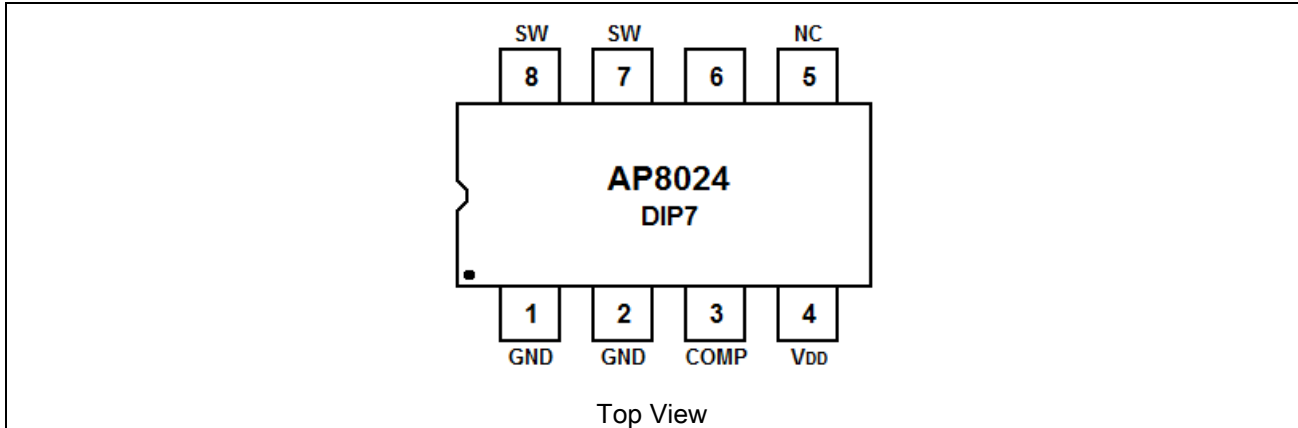 SW SW NC
8 7 6 5
AP8024
DIP7
1 2 3 4
GND GND COMP VDD
Top View